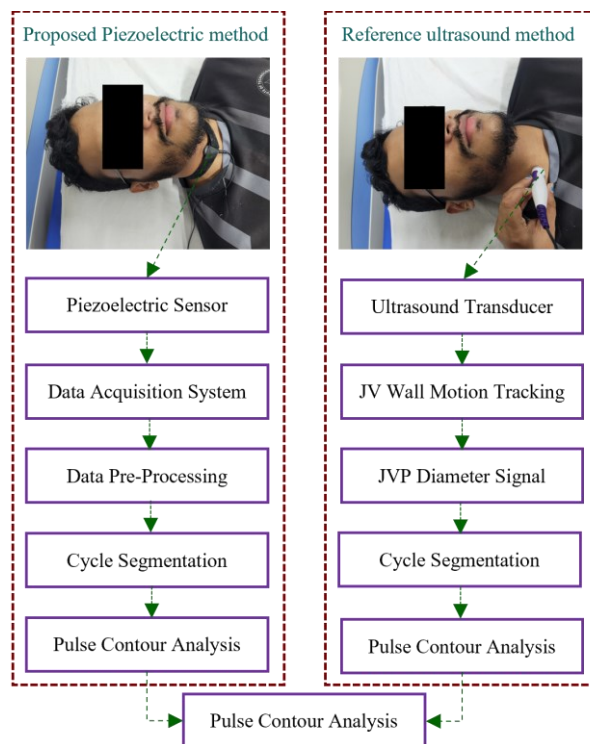 Proposed Piezoelectric method
Piezoelectric Sensor
Data Acquisition System
Data Pre-Processing
Cycle Segmentation
Pulse Contour Analysis
Reference ultrasound method
Ultrasound Transducer
JV Wall Motion Tracking
JVP Diameter Signal
Cycle Segmentation
Pulse Contour Analysis
Pulse Contour Analysis